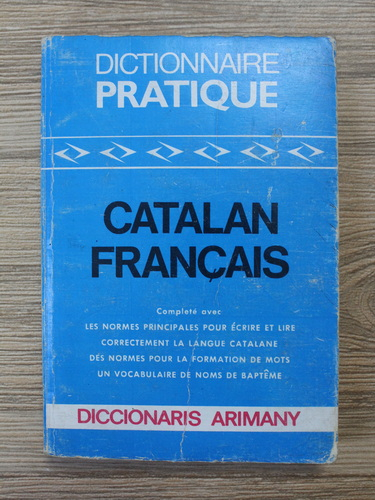 DICTIONNAIRE
PRATIQUE
CATALAN
FRANÇAIS
Completé avec
LES NORMES PRINCIPALES POUR ÉCRIRE ET LIRE
CORRECTEMENT LA LANGUE CATALANE
DES NORMES POUR LA FORMATION DE MOTS
UN VOCABULAIRE DE NOMS DE BAPTÊME
DICCIONARIS ARIMANY